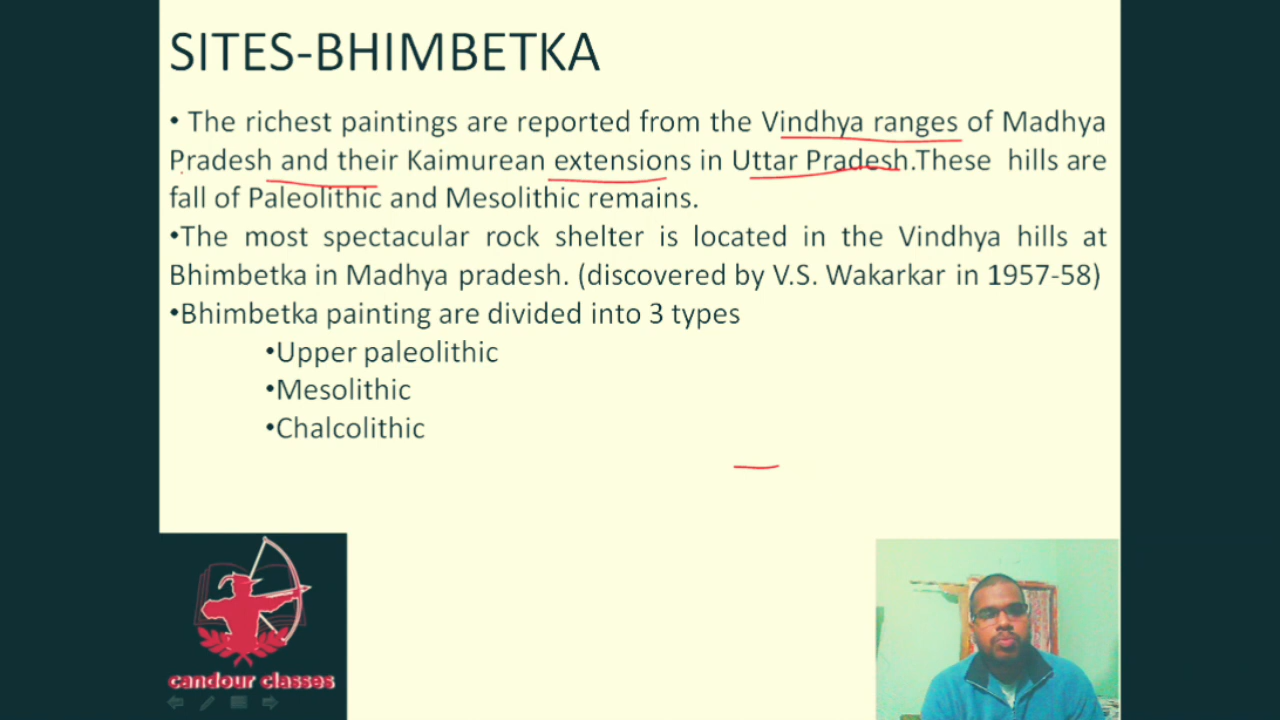 SITES-BHIMBETKA
• The richest paintings are reported from the Vindhya ranges of Madhya
Pradesh and their Kaimurean extensions in Uttar Pradesh.These hills are
fall of Paleolithic and Mesolithic remains.
•The most spectacular rock shelter is located in the Vindhya hills at
Bhimbetka in Madhya pradesh. (discovered by V.S. Wakarkar in 1957-58)
•Bhimbetka painting are divided into 3 types
•Upper paleolithic
•Mesolithic
•Chalcolithic
candour classes